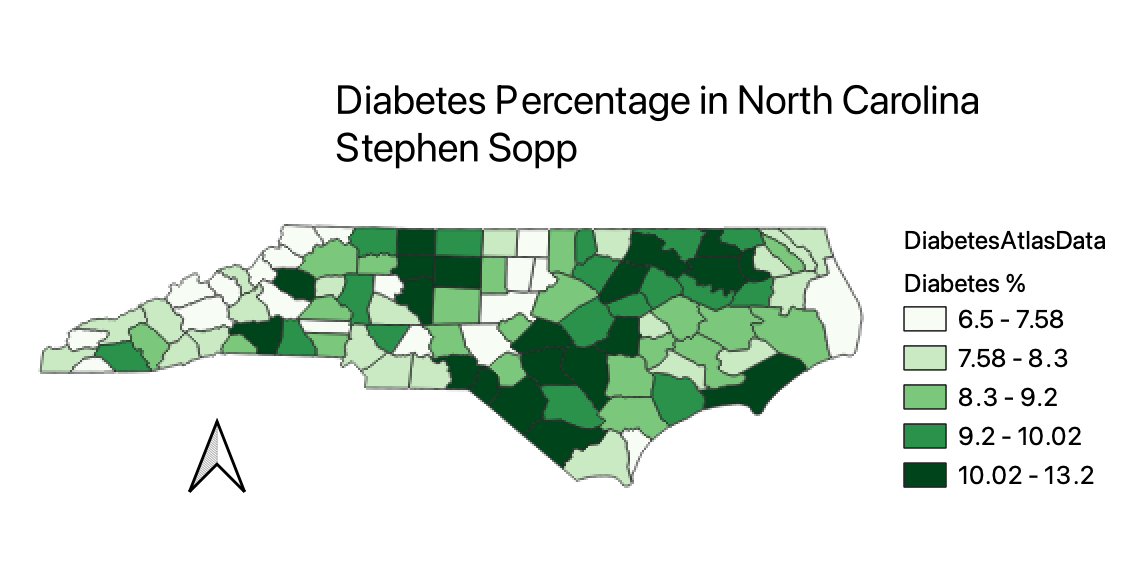 Diabetes Percentage in North Carolina
Stephen Sopp
DiabetesAtlasData
Diabetes %
6.5 - 7.58
7.58 - 8.3
8.3 - 9.2
9.2 - 10.02
10.02 - 13.2